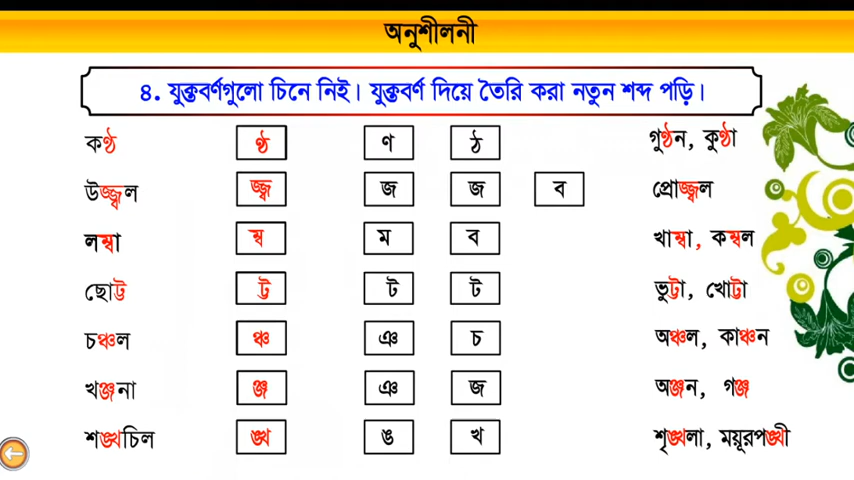 অনুশীলনী
৪. যুক্তবর্ণগুলো চিনে নিই। যুক্তবর্ণ দিয়ে তৈরি করা নতুন শব্দ পড়ি।
কণ্ঠ ণ্ঠ ণ ঠ গুণ্ঠন, কুণ্ঠা
উজ্জ্বল জ্জ্ব জ জ ব প্রোজ্জ্বল
লম্বা ম্ব ম ব খাম্বা, কম্বল
ছোট্ট ট্ট ট ট ভুট্টা, খোট্টা
চঞ্চল ঞ্চ ঞ চ অঞ্চল, কাঞ্চন
খঞ্জনা ঞ্জ ঞ জ অঞ্জন, গঞ্জ
শঙ্খচিল ঙ্খ ঙ খ শৃঙ্খলা, ময়ূরপঙ্খী